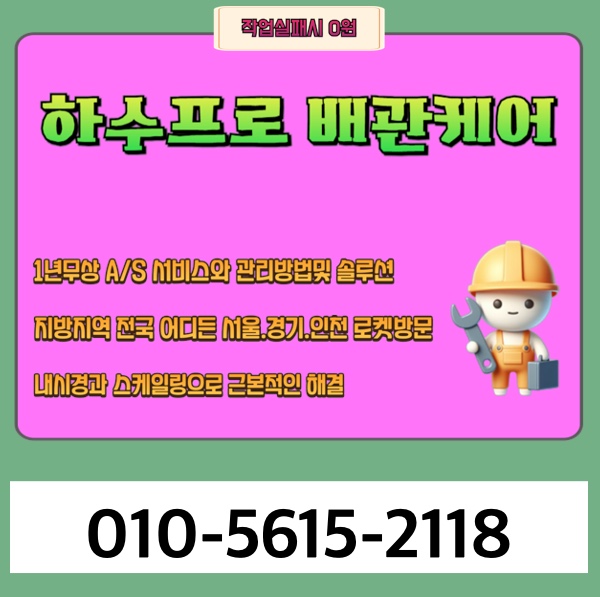 작업실패시 0원
하수프로 배관케어
1년무상 A/S 서비스와 관리방법및 솔루션
지방지역 전국 어디든 서울.경기.인천 로켓방문
내시경과 스케일링으로 근본적인 해결
010-5615-2118